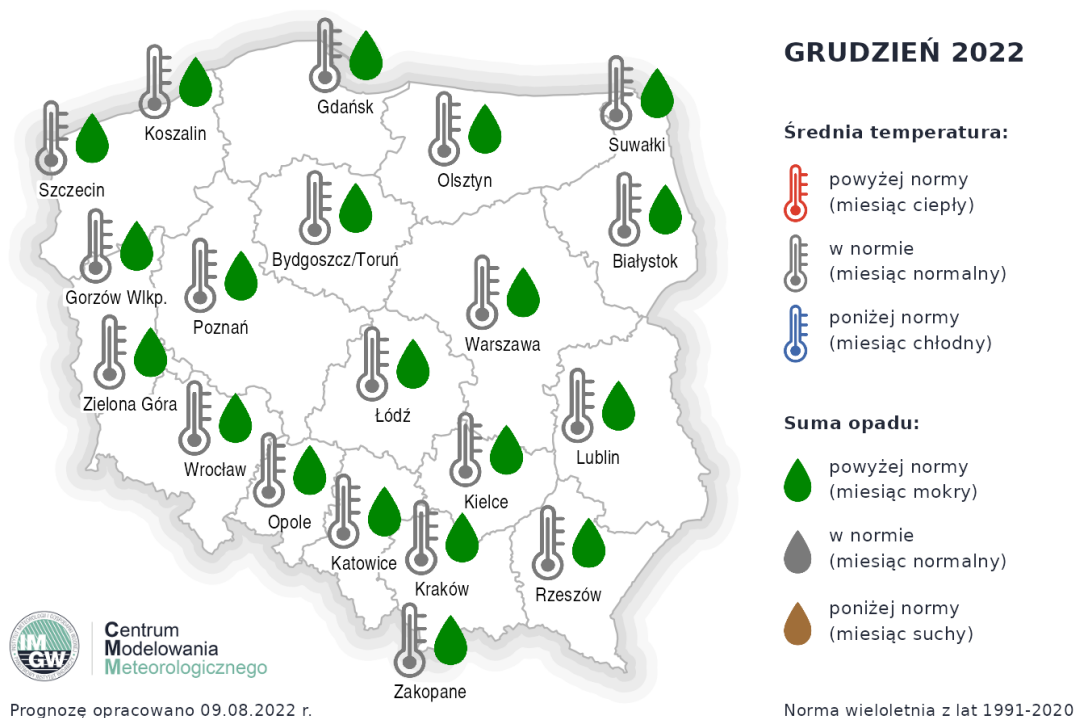 GRUDZIEŃ 2022
Średnia temperatura:
powyżej normy
(miesiąc ciepły)
w normie
(miesiąc normalny)
poniżej normy
(miesiąc chłodny)
Suma opadu:
powyżej normy
(miesiąc mokry)
w normie
(miesiąc normalny)
poniżej normy
(miesiąc suchy)
Gdańsk
Koszalin
Suwałki
Szczecin
Olsztyn
Bydgoszcz/Toruń
Białystok
Gorzów Wlkp.
Poznań
Warszawa
Zielona Góra
Łódź
Wrocław
Lublin
Kielce
Opole
Katowice
Kraków
Rzeszów
Zakopane
IM
GW
Centrum
Modelowania
Meteorologicznego
Prognozę opracowano 09.08.2022 r.
Norma wieloletnia z lat 1991-2020